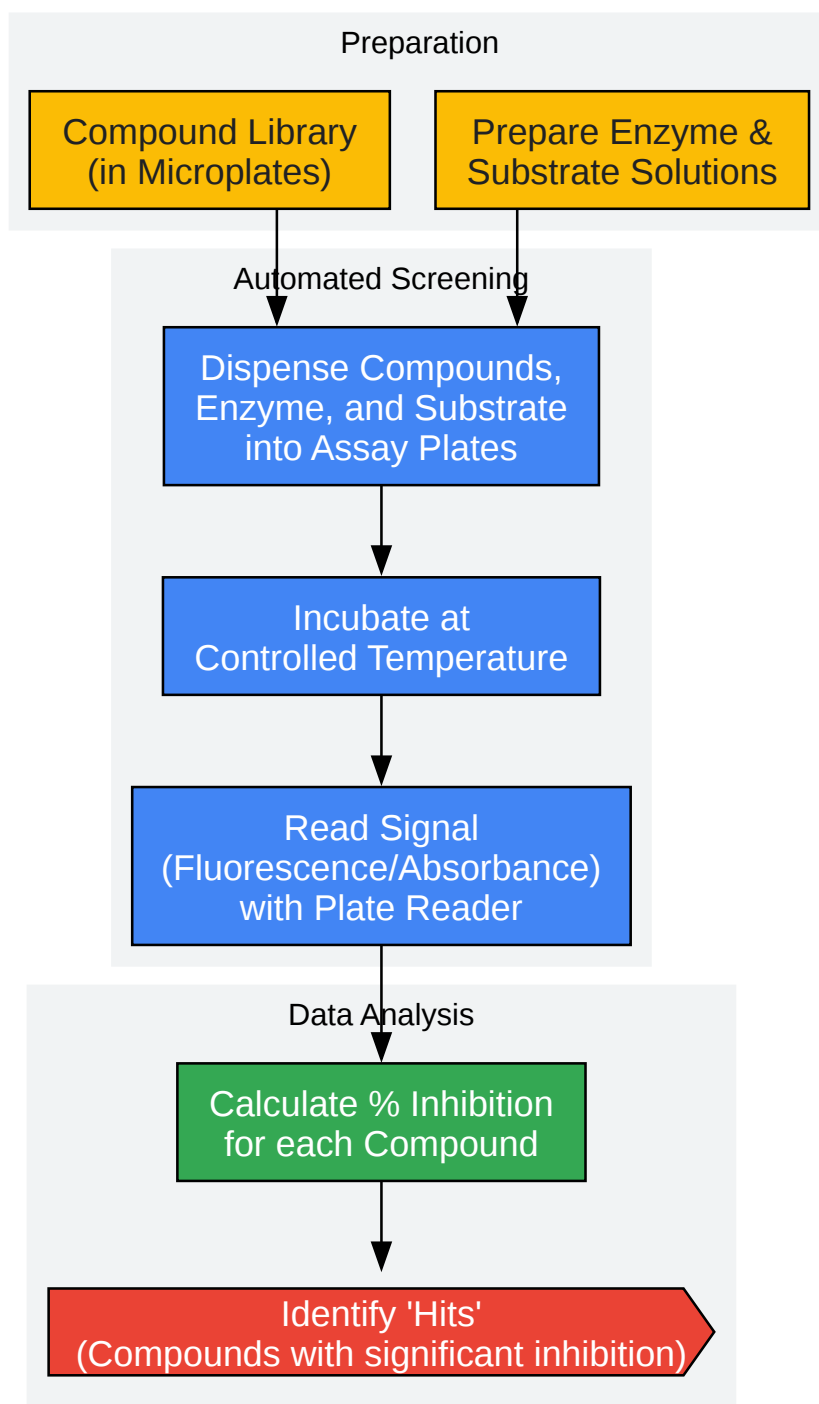 Preparation
Compound Library
(in Microplates)
Prepare Enzyme &
Substrate Solutions
Automated Screening
Dispense Compounds,
Enzyme, and Substrate
into Assay Plates
Incubate at
Controlled Temperature
Read Signal
(Fluorescence/Absorbance)
with Plate Reader
Data Analysis
Calculate % Inhibition
for each Compound
Identify 'Hits'
(Compounds with significant inhibition)